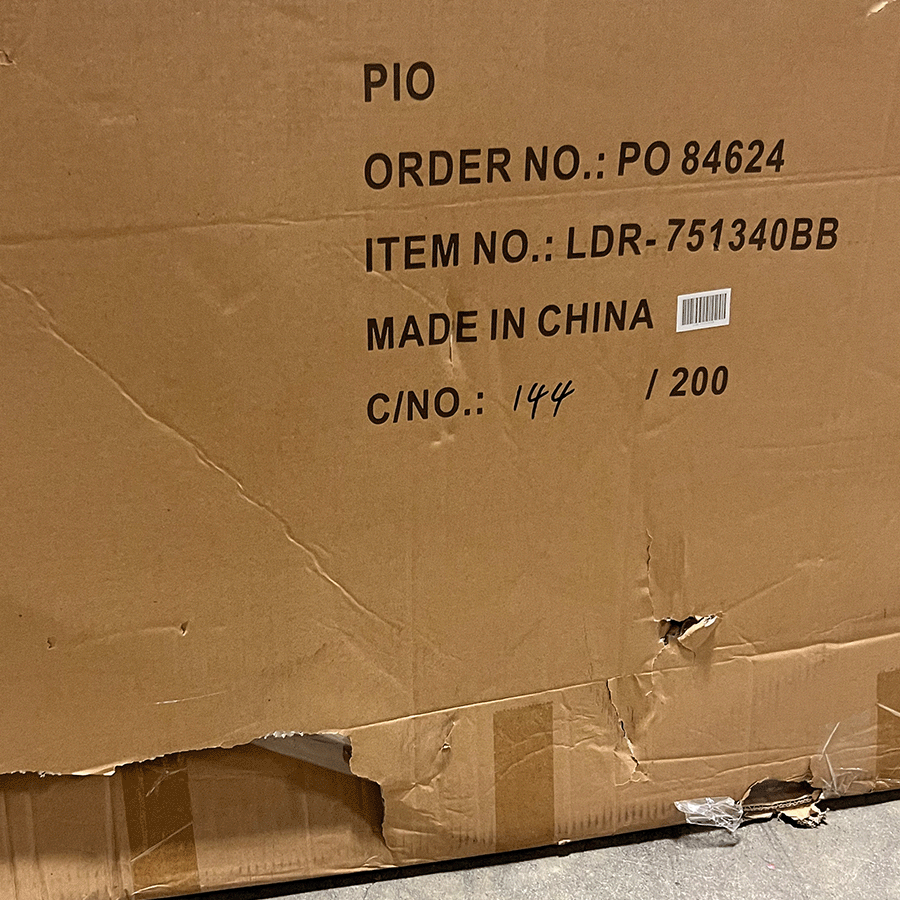 PIO
ORDER NO.: PO 84624
ITEM NO.: LDR-751340BB
MADE IN CHINA
C/NO.: 144 / 200